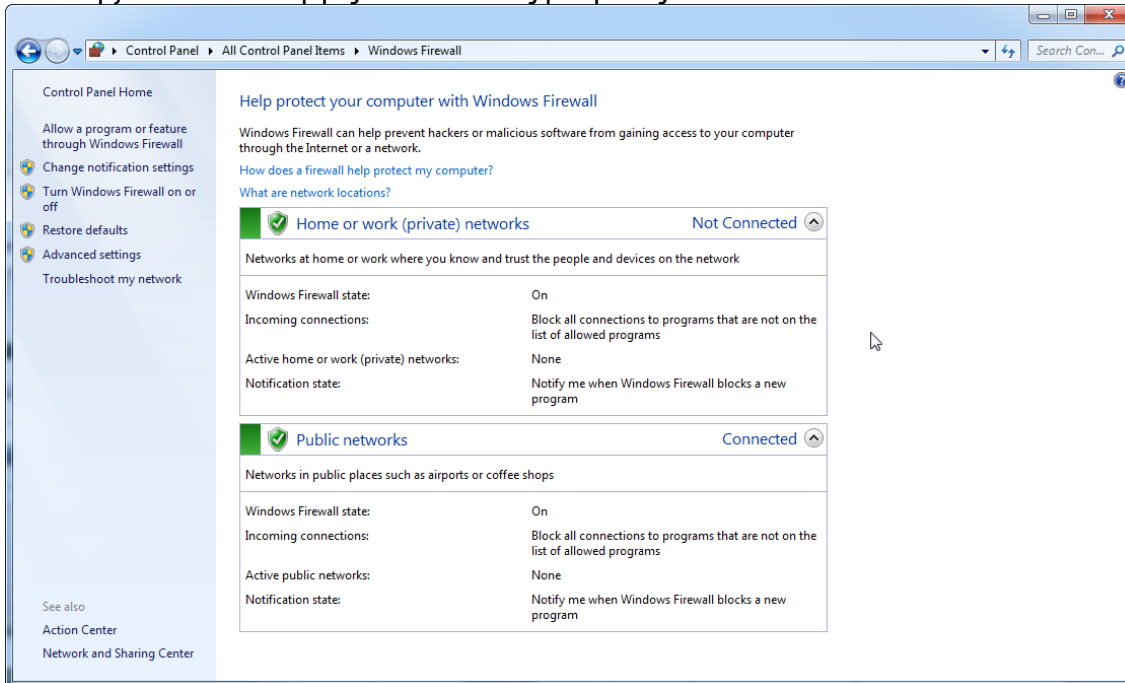 Control Panel ▸ All Control Panel Items ▸ Windows Firewall
Search Con...
Control Panel Home
Allow a program or feature
through Windows Firewall
Change notification settings
Turn Windows Firewall on or
off
Restore defaults
Advanced settings
Troubleshoot my network
See also
Action Center
Network and Sharing Center
Help protect your computer with Windows Firewall
Windows Firewall can help prevent hackers or malicious software from gaining access to your computer
through the Internet or a network.
How does a firewall help protect my computer?
What are network locations?
Home or work (private) networks Not Connected
Networks at home or work where you know and trust the people and devices on the network
Windows Firewall state: On
Incoming connections: Block all connections to programs that are not on the
list of allowed programs
Active home or work (private) networks: None
Notification state: Notify me when Windows Firewall blocks a new
program
Public networks Connected
Networks in public places such as airports or coffee shops
Windows Firewall state: On
Incoming connections: Block all connections to programs that are not on the
list of allowed programs
Active public networks: None
Notification state: Notify me when Windows Firewall blocks a new
program